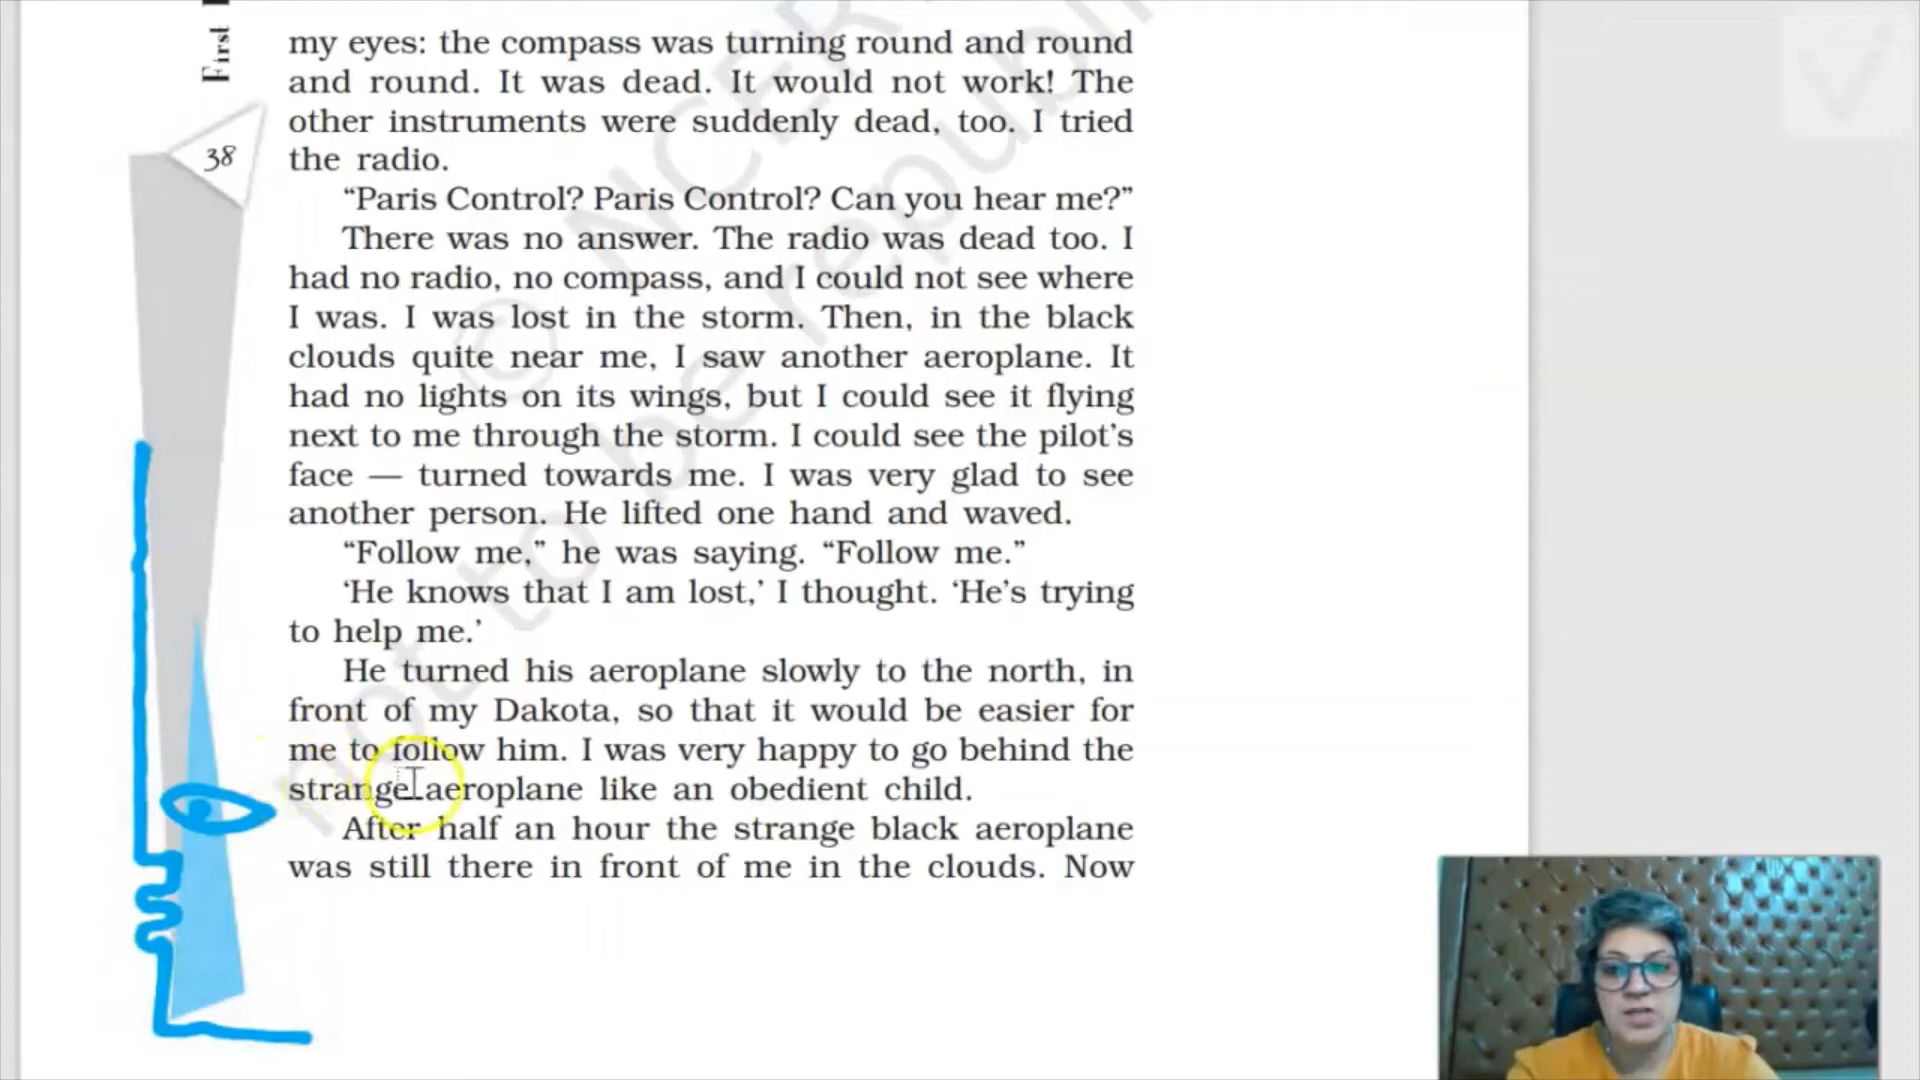 First
my eyes: the compass was turning round and round
and round. It was dead. It would not work! The
other instruments were suddenly dead, too. I tried
38
the radio.
“Paris Control? Paris Control? Can you hear me?”
There was no answer. The radio was dead too. I
had no radio, no compass, and I could not see where
I was. I was lost in the storm. Then, in the black
clouds quite near me, I saw another aeroplane. It
had no lights on its wings, but I could see it flying
next to me through the storm. I could see the pilot’s
face — turned towards me. I was very glad to see
another person. He lifted one hand and waved.
“Follow me,” he was saying. “Follow me.”
‘He knows that I am lost,’ I thought. ‘He’s trying
to help me.’
He turned his aeroplane slowly to the north, in
front of my Dakota, so that it would be easier for
me to follow him. I was very happy to go behind the
strange aeroplane like an obedient child.
After half an hour the strange black aeroplane
was still there in front of me in the clouds. Now
© NCER
not to be republi